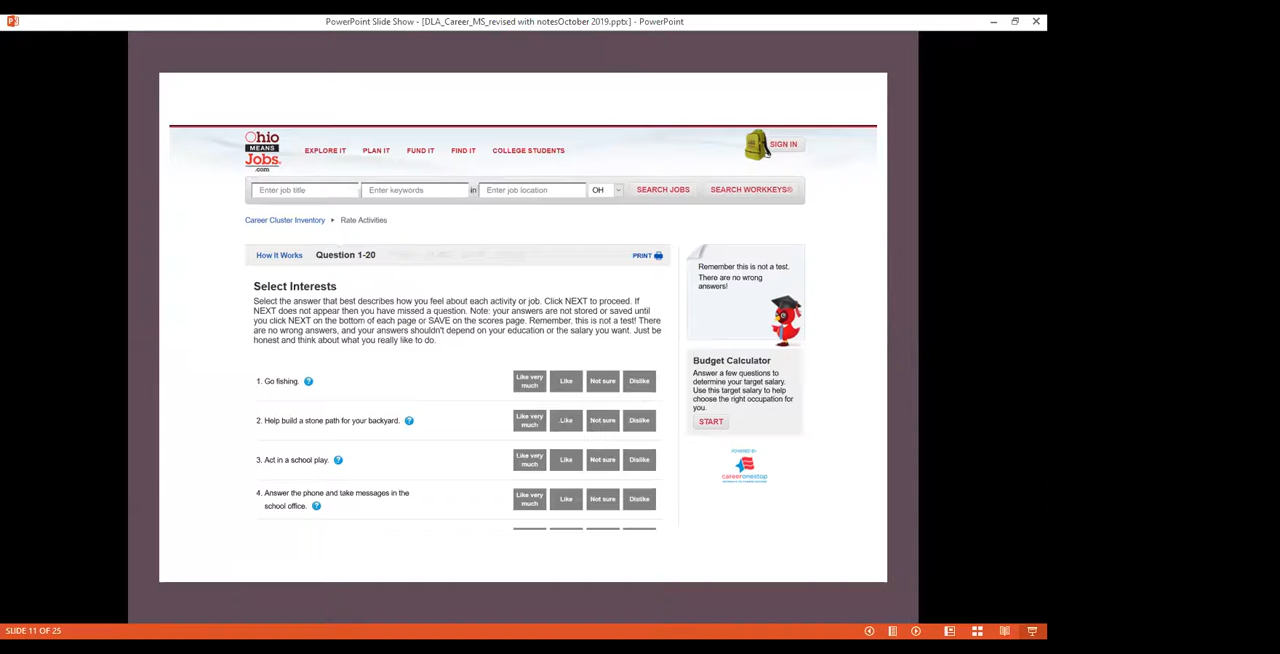 PowerPoint Slide Show - [DLA_Career_MS_revised with notesOctober 2019.pptx] - PowerPoint
Ohio
MEANS
Jobs
.com
EXPLORE IT PLAN IT FUND IT FIND IT COLLEGE STUDENTS
SIGN IN
Enter job title Enter keywords in Enter job location OH SEARCH JOBS SEARCH WORKKEYS®
Career Cluster Inventory Rate Activities
How It Works Question 1-20 PRINT
Select Interests
Select the answer that best describes how you feel about each activity or job. Click NEXT to proceed. If
NEXT does not appear then you have missed a question. Note: your answers are not stored or saved until
you click NEXT on the bottom of each page or SAVE on the scores page. Remember, this is not a test! There
are no wrong answers, and your answers shouldn't depend on your education or the salary you want. Just be
honest and think about what you really like to do.
1. Go fishing. ? Like very much Like Not sure Dislike
2. Help build a stone path for your backyard. ? Like very much Like Not sure Dislike
3. Act in a school play. ? Like very much Like Not sure Dislike
4. Answer the phone and take messages in the
school office. ? Like very much Like Not sure Dislike
Remember this is not a test.
There are no wrong
answers!
Budget Calculator
Answer a few questions to
determine your target salary.
Use this target salary to help
choose the right occupation for
you.
START
POWERED BY
careeronestop
SLIDE 11 OF 25